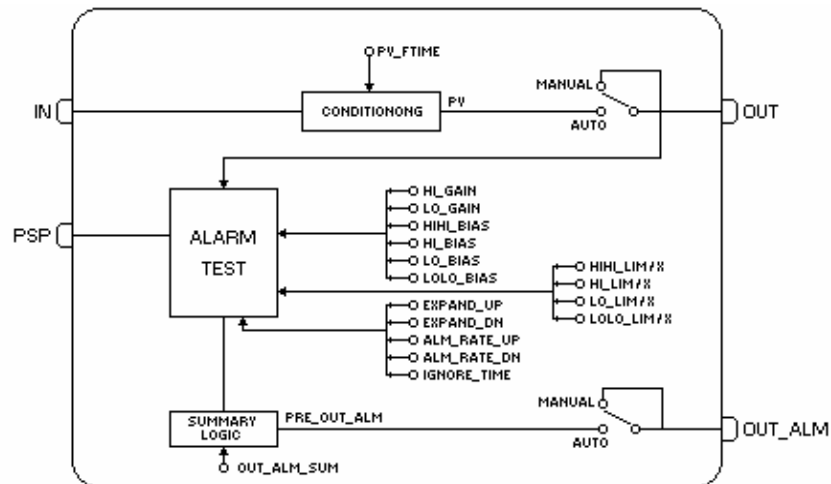 PV_FTIME
MANUAL
IN
CONDITIONONG
PV
OUT
AUTO
PSP
ALARM
TEST
HI_GAIN
LO_GAIN
HIHI_BIAS
HI_BIAS
LO_BIAS
LOLO_BIAS
HIHI_LIM/X
HI_LIM/X
LO_LIM/X
LOLO_LIM/X
EXPAND_UP
EXPAND_DN
ALM_RATE_UP
ALM_RATE_DN
IGNORE_TIME
MANUAL
SUMMARY
LOGIC
PRE_OUT_ALM
OUT_ALM
AUTO
OUT_ALM_SUM